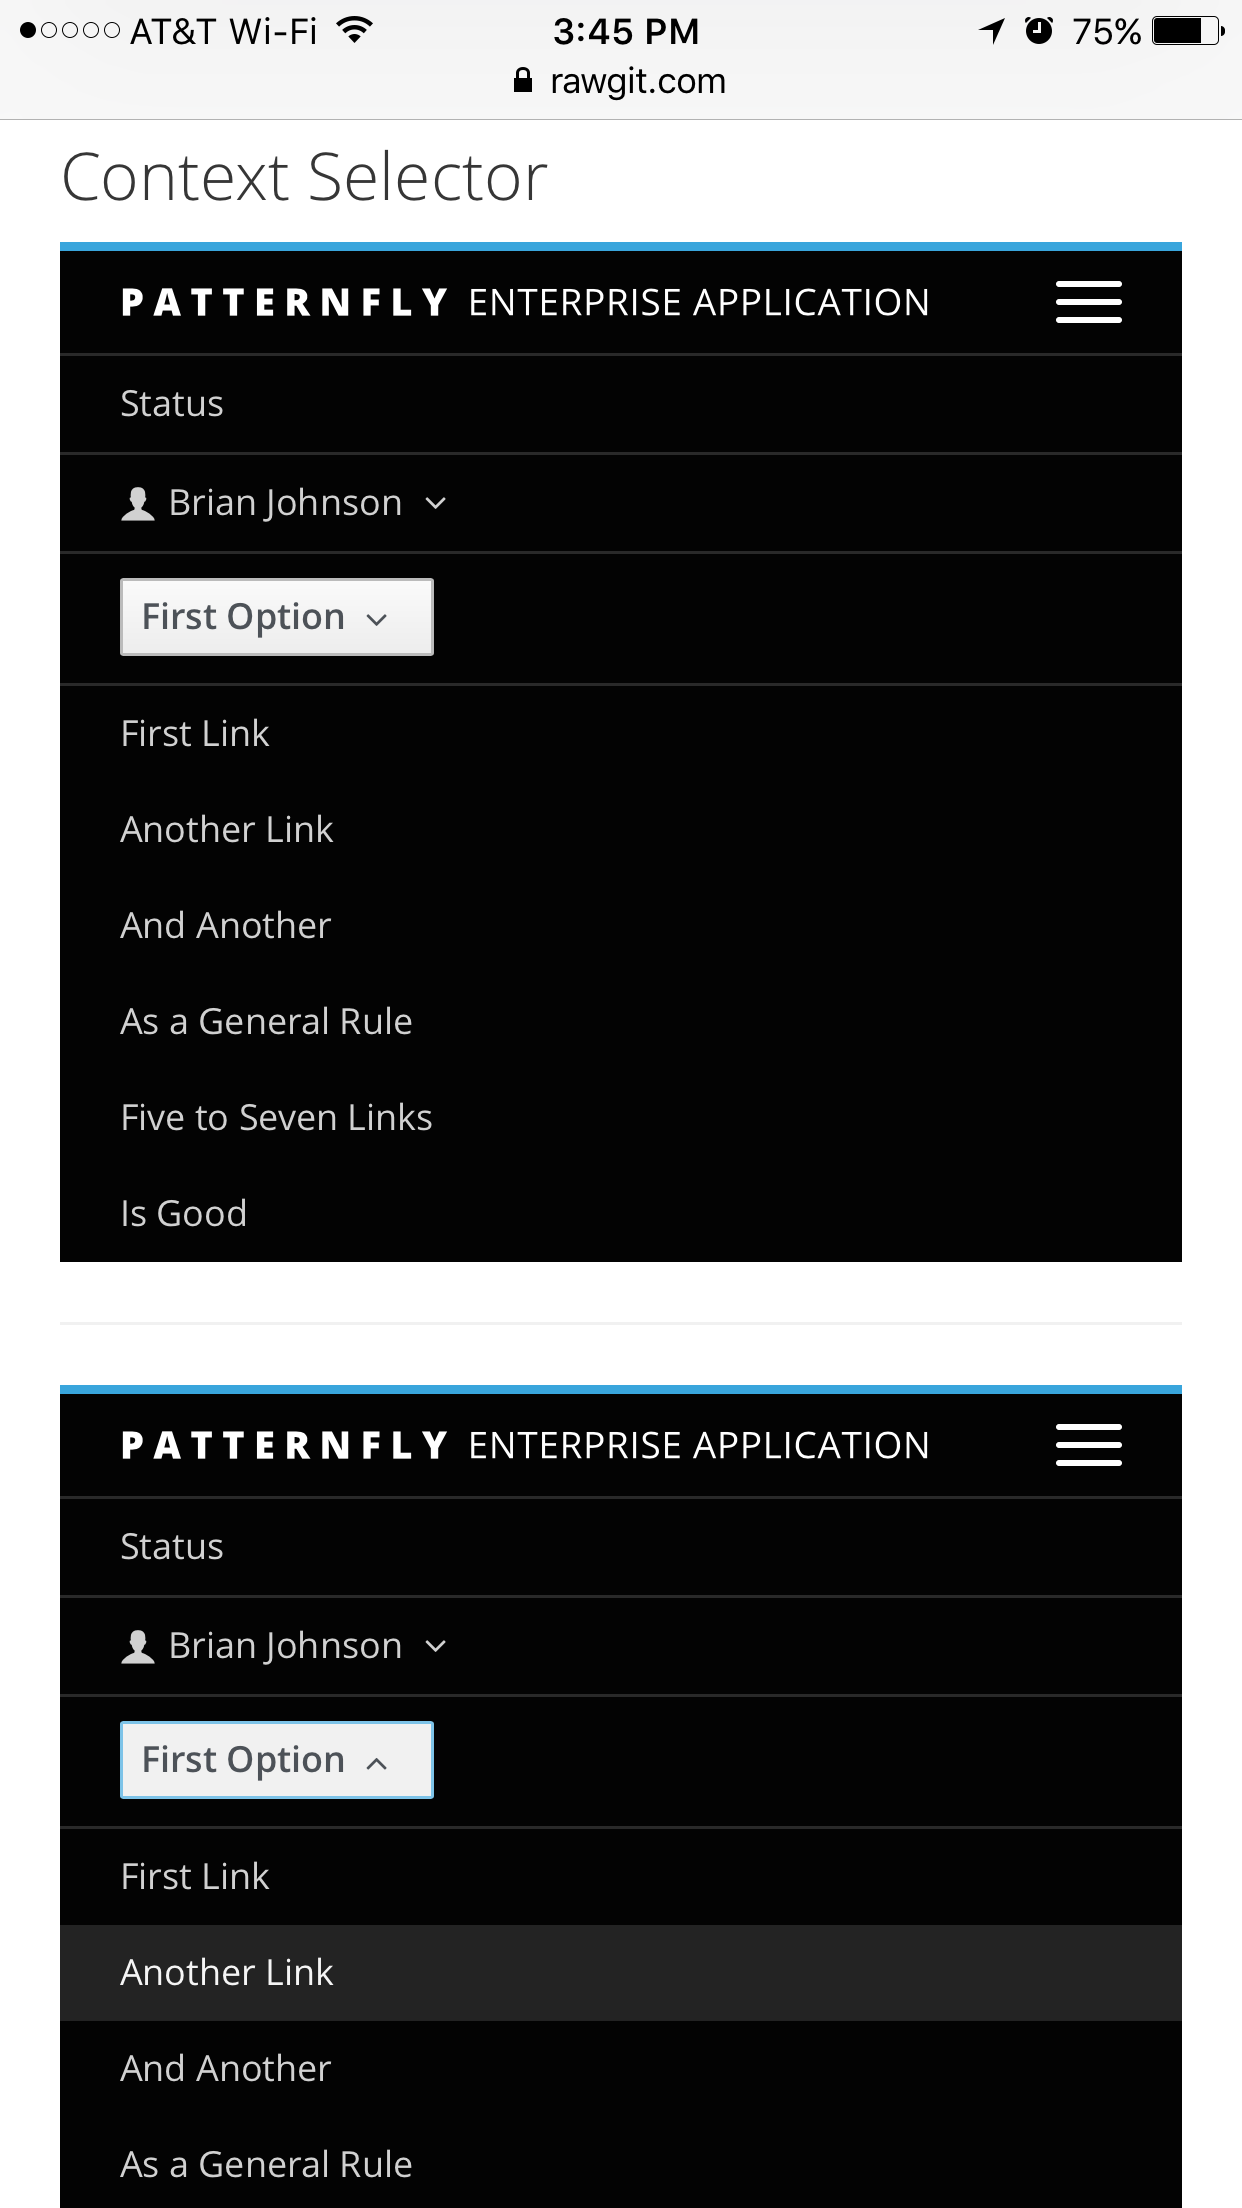 AT&T Wi-Fi 3:45 PM 75%
rawgit.com
Context Selector
PATTERNFLY ENTERPRISE APPLICATION
Status
Brian Johnson
First Option
First Link
Another Link
And Another
As a General Rule
Five to Seven Links
Is Good
PATTERNFLY ENTERPRISE APPLICATION
Status
Brian Johnson
First Option
First Link
Another Link
And Another
As a General Rule